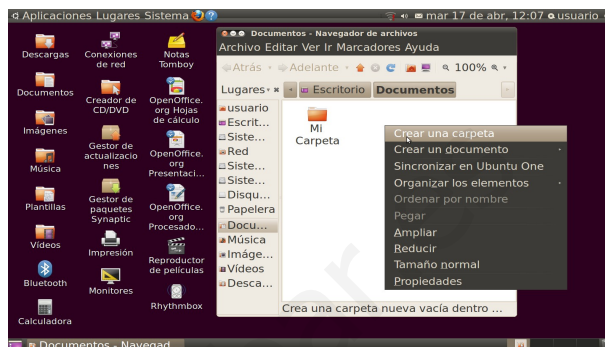 Aplicaciones Lugares Sistema
mar 17 de abr, 12:07 usuario
Descargas
Conexiones
de red
Notas
Tomboy
Documentos
Creador de
CD/DVD
OpenOffice.
org Hojas
de cálculo
Imágenes
Gestor de
actualizacio
nes
OpenOffice.
org
Presentaci...
Música
Plantillas
Gestor de
paquetes
Synaptic
OpenOffice.
org
Procesado...
Vídeos
Impresión
Reproductor
de películas
Bluetooth
Monitores
Rhythmbox
Calculadora
Documentos - Navegador de archivos
Archivo Editar Ver Ir Marcadores Ayuda
Atrás Adelante 100%
Lugares Escritorio Documentos
usuario
Escrit...
Siste...
Red
Siste...
Siste...
Disqu...
Papelera
Docu...
Música
Imáge...
Vídeos
Desca...
Mi
Carpeta
Crear una carpeta
Crear un documento
Sincronizar en Ubuntu One
Organizar los elementos
Ordenar por nombre
Pegar
Ampliar
Reducir
Tamaño normal
Propiedades
Crea una carpeta nueva vacía dentro ...
Documentos - Navegad...